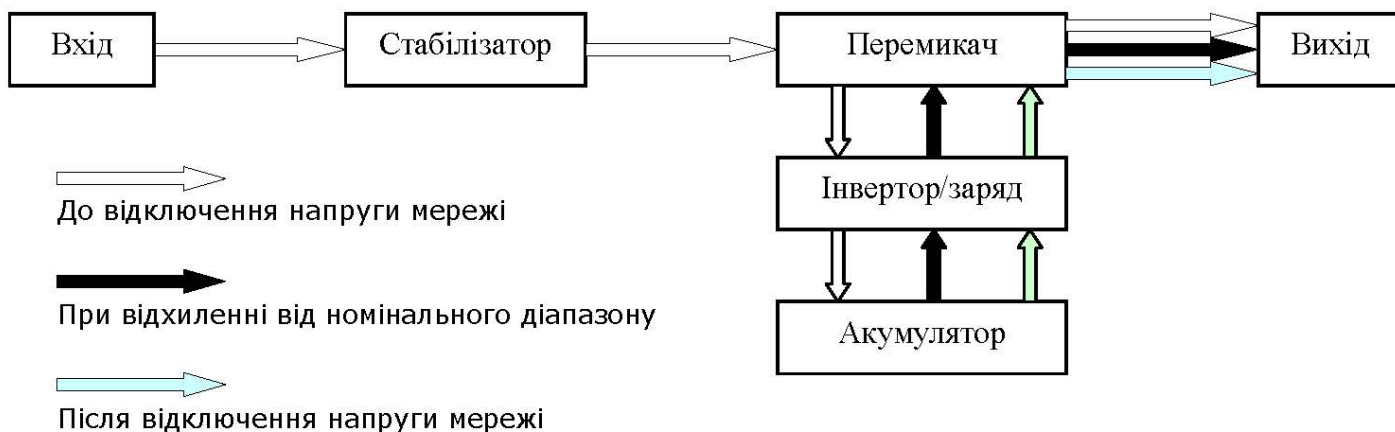 Вхід
Стабілізатор
Перемикач
Вихід
Інвертор/заряд
Акумулятор
До відключення напруги мережі
При відхиленні від номінального діапазону
Після відключення напруги мережі